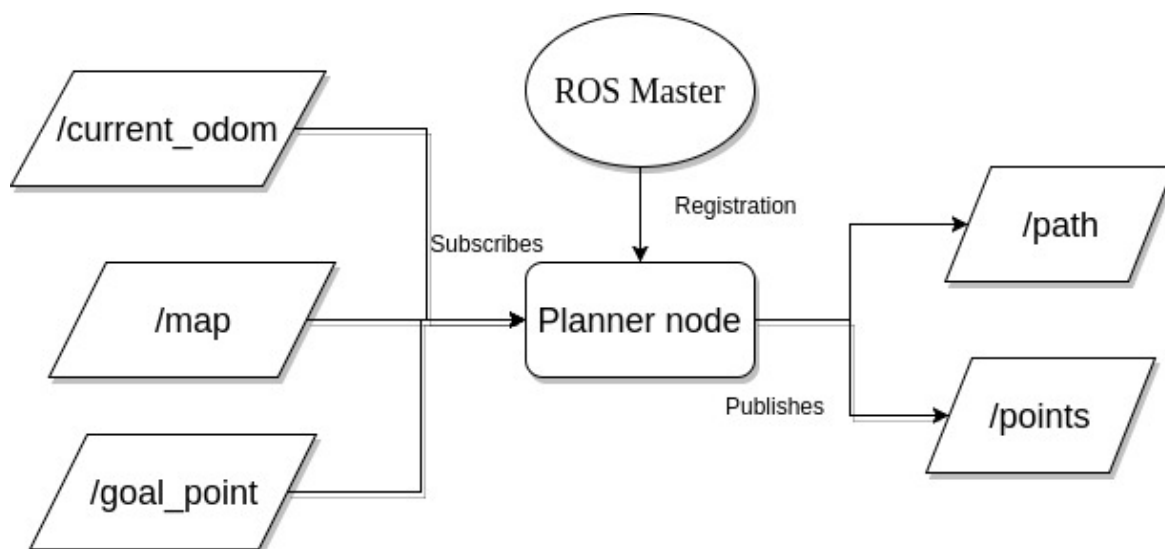 ROS Master
/current_odom
Registration
/path
Subscribes
/map
Planner node
Publishes
/points
/goal_point